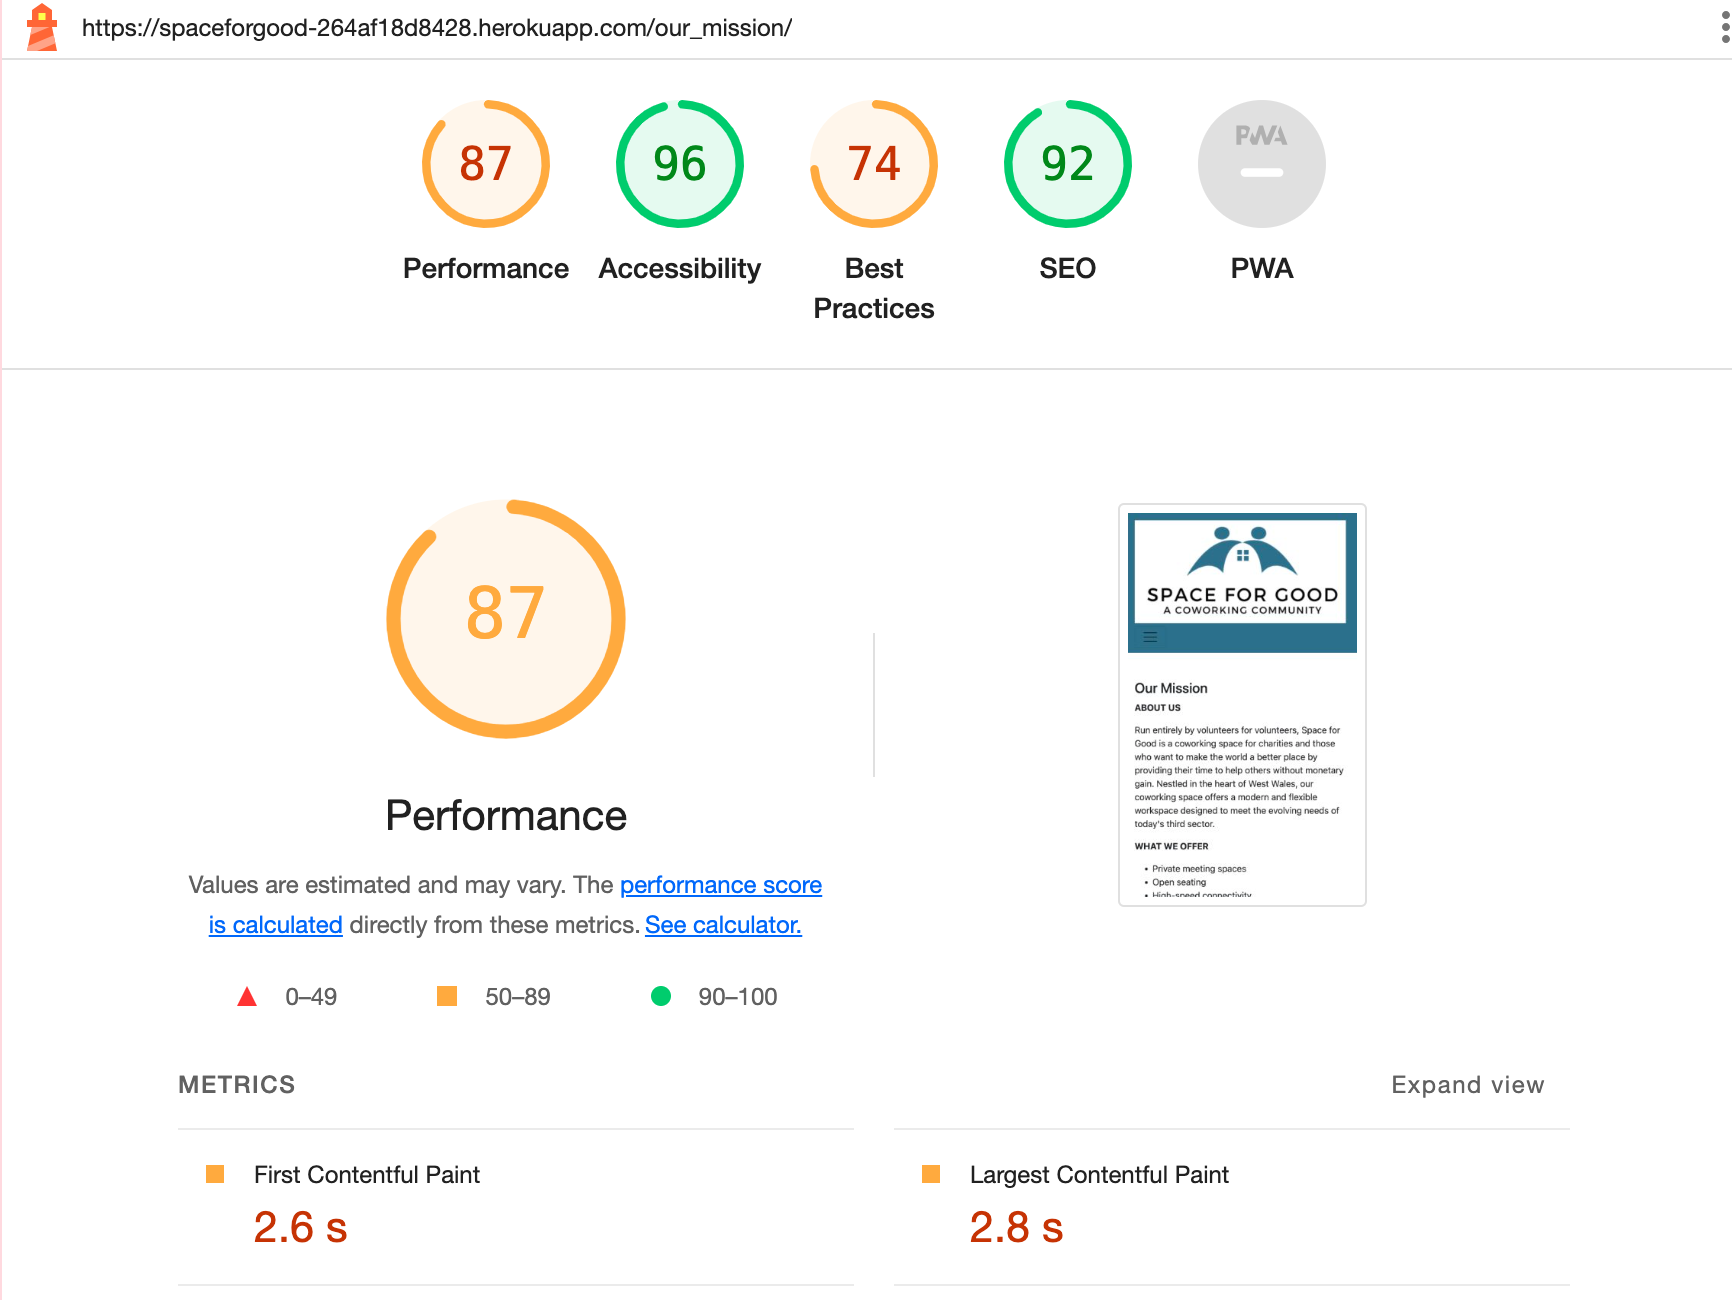 https://spaceforgood-264af18d8428.herokuapp.com/our_mission/
87
96
74
92
PWA
Performance
Accessibility
Best
Practices
SEO
PWA
87
Performance
Values are estimated and may vary. The performance score
is calculated directly from these metrics. See calculator.
0–49
50–89
90–100
SPACE FOR GOOD
A COWORKING COMMUNITY
Our Mission
ABOUT US
Run entirely by volunteers for volunteers, Space for
Good is a coworking space for charities and those
who want to make the world a better place by
providing their time to help others without monetary
gain. Nestled in the heart of West Wales, our
coworking space offers a modern and flexible
workspace designed to meet the evolving needs of
today's third sector.
WHAT WE OFFER
• Private meeting spaces
• Open seating
• High-speed connectivity
METRICS
Expand view
First Contentful Paint
2.6 s
Largest Contentful Paint
2.8 s